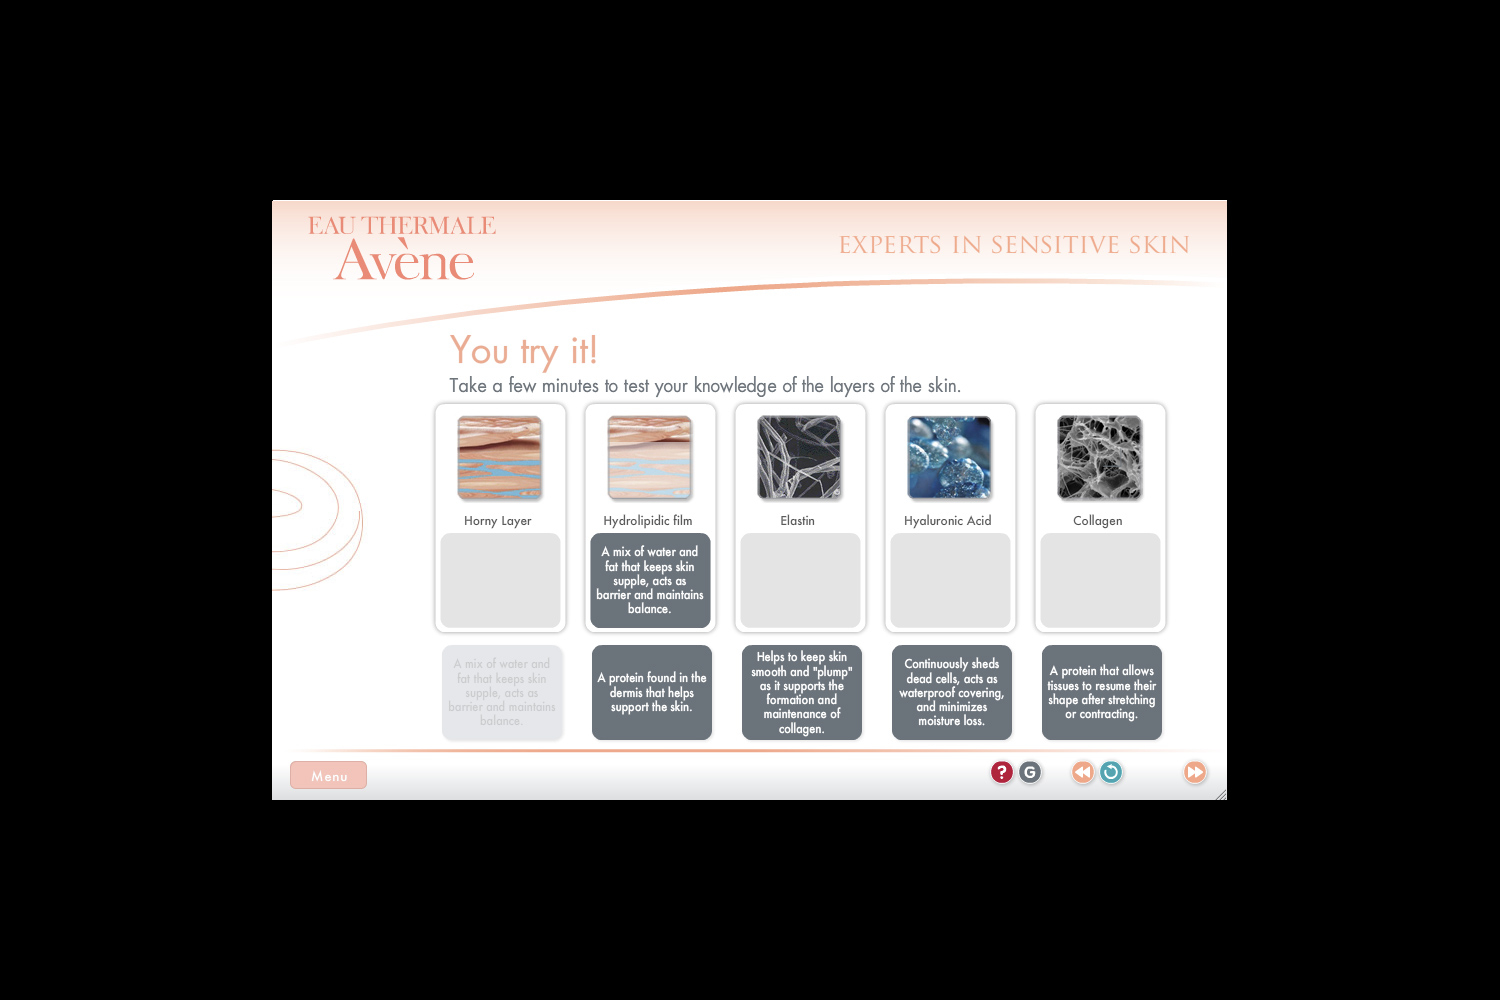 EAU THERMALE
Avène
EXPERTS IN SENSITIVE SKIN
You try it!
Take a few minutes to test your knowledge of the layers of the skin.
Horny Layer
Hydrolipidic film
Elastin
Hyaluronic Acid
Collagen
A mix of water and
fat that keeps skin
supple, acts as
barrier and maintains
balance.
A mix of water and
fat that keeps skin
supple, acts as
barrier and maintains
balance.
A protein found in the
dermis that helps
support the skin.
Helps to keep skin
smooth and "plump"
as it supports the
formation and
maintenance of
collagen.
Continuously sheds
dead cells, acts as
waterproof covering,
and minimizes
moisture loss.
A protein that allows
tissues to resume their
shape after stretching
or contracting.
Menu
?
G